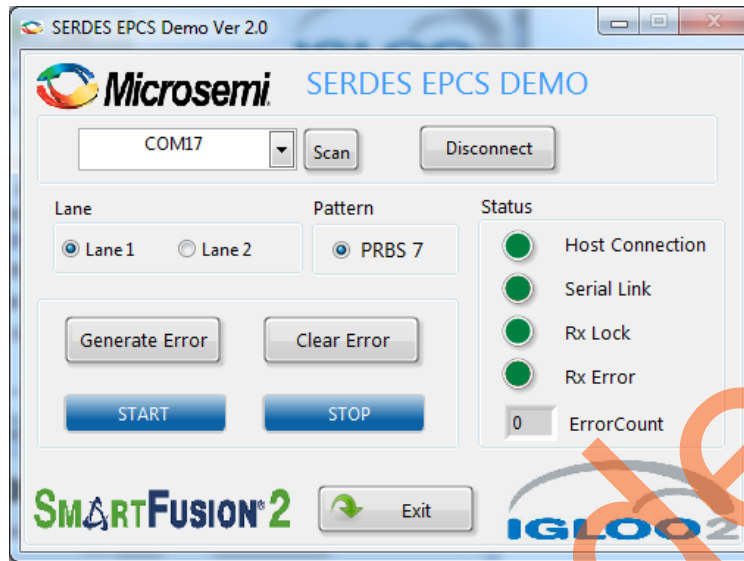 SERDES EPCS Demo Ver 2.0
Microsemi. SERDES EPCS DEMO
COM17 Scan Disconnect
Lane Pattern Status
Lane 1 Lane 2 PRBS 7 Host Connection
Serial Link
Generate Error Clear Error Rx Lock
Rx Error
START STOP 0 ErrorCount
SMARTFUSION®2 Exit IGLOO2